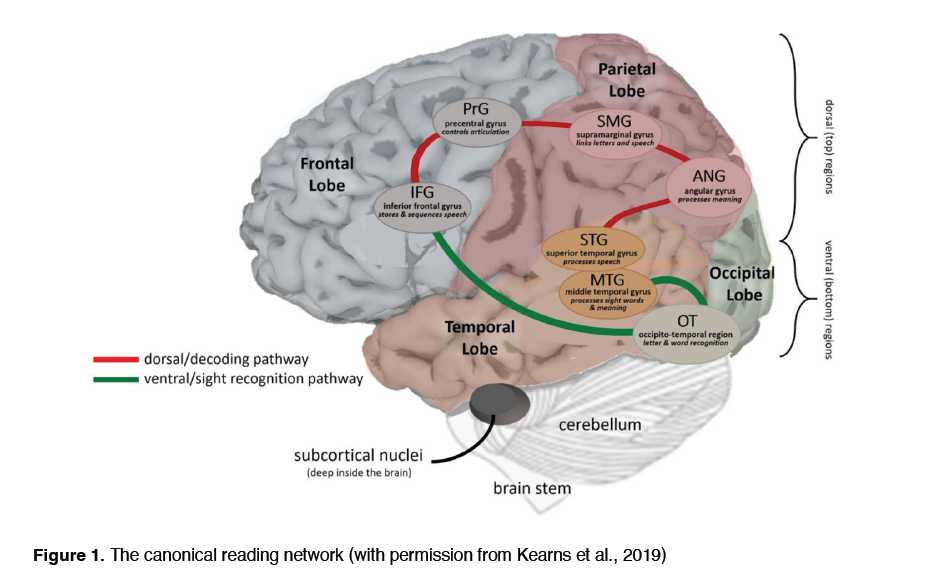 Parietal
Lobe
PrG
precentral gyrus
controls articulation
SMG
supramarginal gyrus
links letters and speech
Frontal
Lobe
ANG
angular gyrus
processes meaning
IFG
inferior frontal gyrus
stores & sequences speech
STG
superior temporal gyrus
processes speech
MTG
middle temporal gyrus
processes sight words
& meaning
Occipital
Lobe
OT
occipito-temporal region
letter & word recognition
Temporal
Lobe
dorsal (top) regions
ventral (bottom) regions
dorsal/decoding pathway
ventral/sight recognition pathway
cerebellum
subcortical nuclei
(deep inside the brain)
brain stem
Figure 1. The canonical reading network (with permission from Kearns et al., 2019)